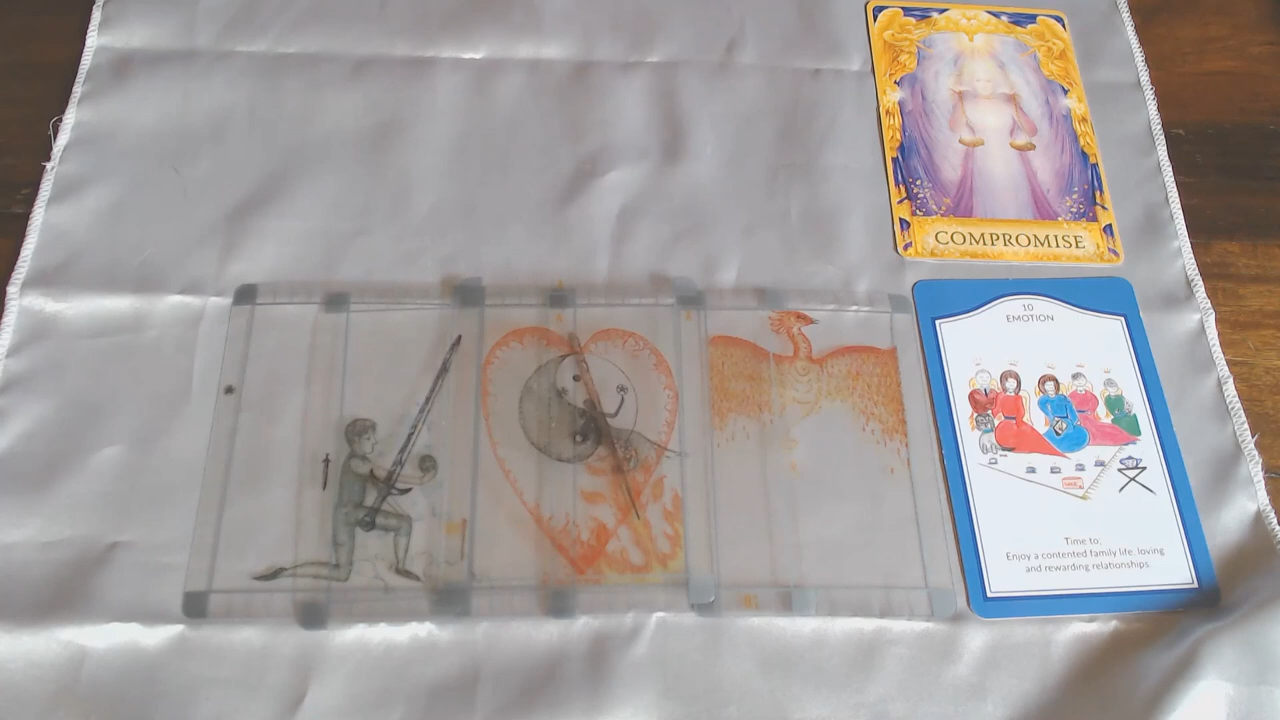 COMPROMISE
10
EMOTION
Time to;
Enjoy a contented family life, loving
and rewarding relationships